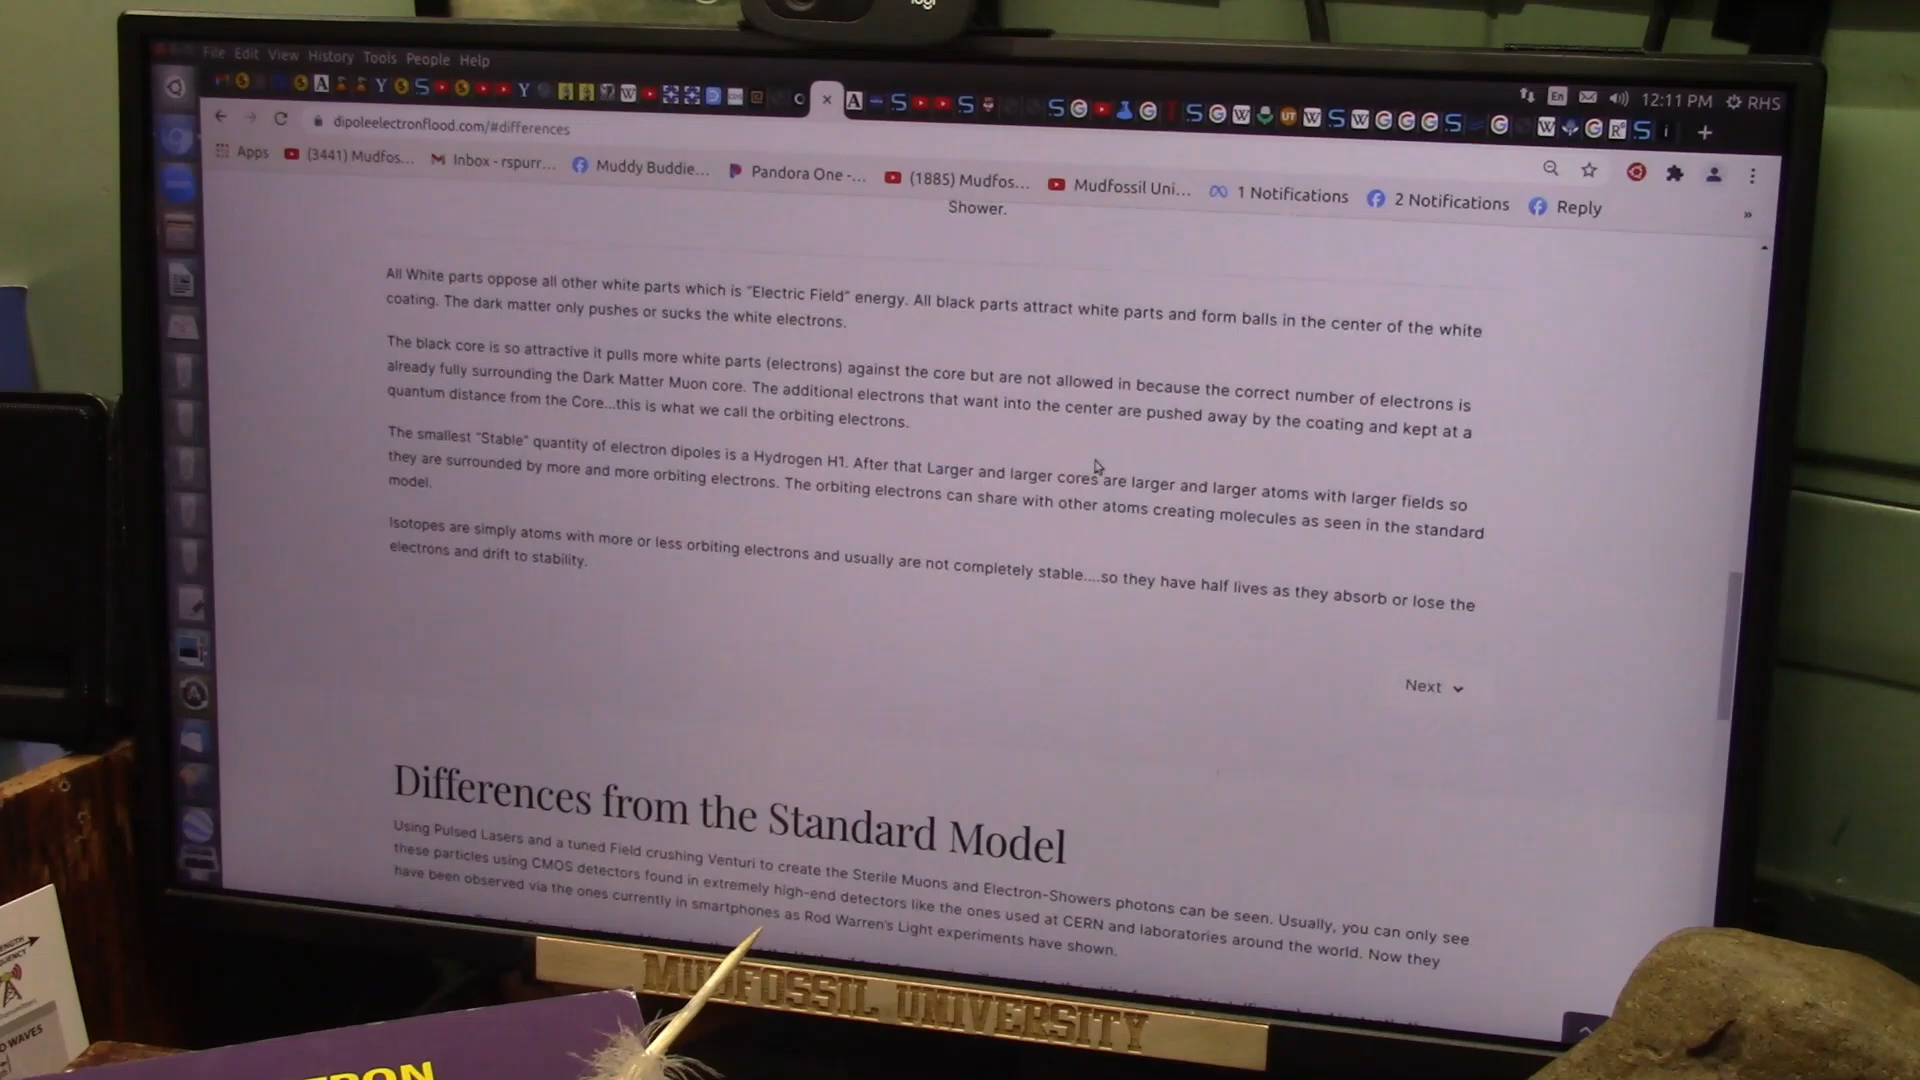 logi
File Edit View History Tools People Help
En 12:11 PM RHS
dipoleelectronflood.com/#differences
Apps (3441) Mudfos... Inbox - rspurr... Muddy Buddie... Pandora One -... (1885) Mudfos... Mudfossil Uni... 1 Notifications 2 Notifications Reply
Shower.
All White parts oppose all other white parts which is "Electric Field" energy. All black parts attract white parts and form balls in the center of the white
coating. The dark matter only pushes or sucks the white electrons.
The black core is so attractive it pulls more white parts (electrons) against the core but are not allowed in because the correct number of electrons is
already fully surrounding the Dark Matter Muon core. The additional electrons that want into the center are pushed away by the coating and kept at a
quantum distance from the Core...this is what we call the orbiting electrons.
The smallest "Stable" quantity of electron dipoles is a Hydrogen H1. After that Larger and larger cores are larger and larger atoms with larger fields so
they are surrounded by more and more orbiting electrons. The orbiting electrons can share with other atoms creating molecules as seen in the standard
model.
Isotopes are simply atoms with more or less orbiting electrons and usually are not completely stable....so they have half lives as they absorb or lose the
electrons and drift to stability.
Next
Differences from the Standard Model
Using Pulsed Lasers and a tuned Field crushing Venturi to create the Sterile Muons and Electron-Showers photons can be seen. Usually, you can only see
these particles using CMOS detectors found in extremely high-end detectors like the ones used at CERN and laboratories around the world. Now they
have been observed via the ones currently in smartphones as Rod Warren's Light experiments have shown.
MUDFOSSIL UNIVERSITY
WAVES
TRON